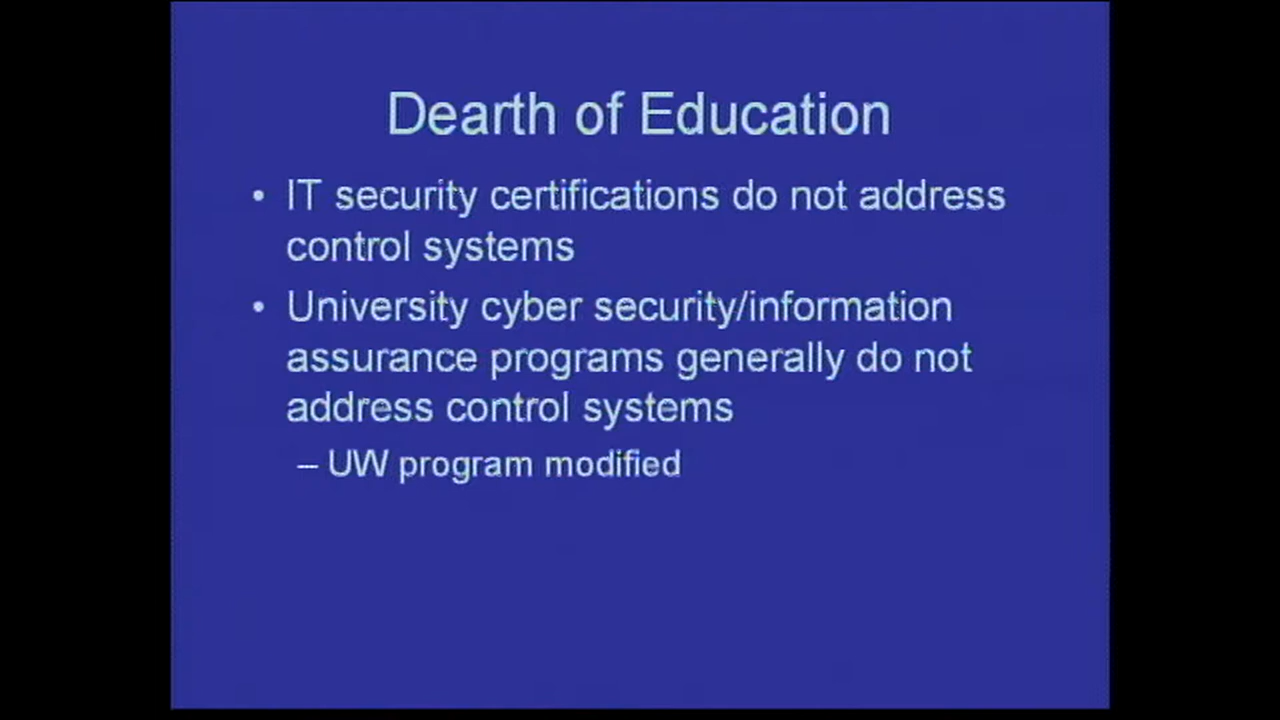 Dearth of Education
• IT security certifications do not address
control systems
• University cyber security/information
assurance programs generally do not
address control systems
– UW program modified